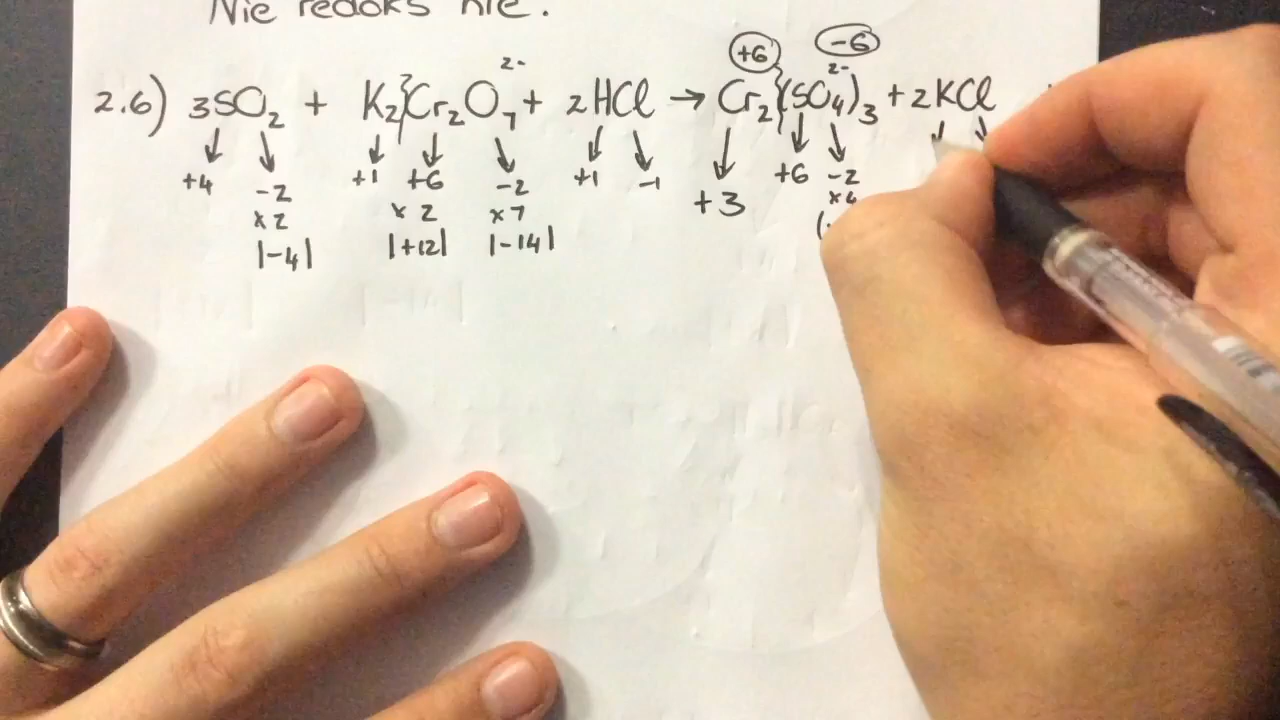 Nie redoks nie.
+6 -6
2- 2-
2.6) 3SO2 + K2Cr2O7 + 2HCl → Cr2(SO4)3 + 2KCl
+4 -2 +1 +6 -2 +1 -1 +3 +6 -2
x2 x2 x7 x4
|-4| |+12| |-14| (